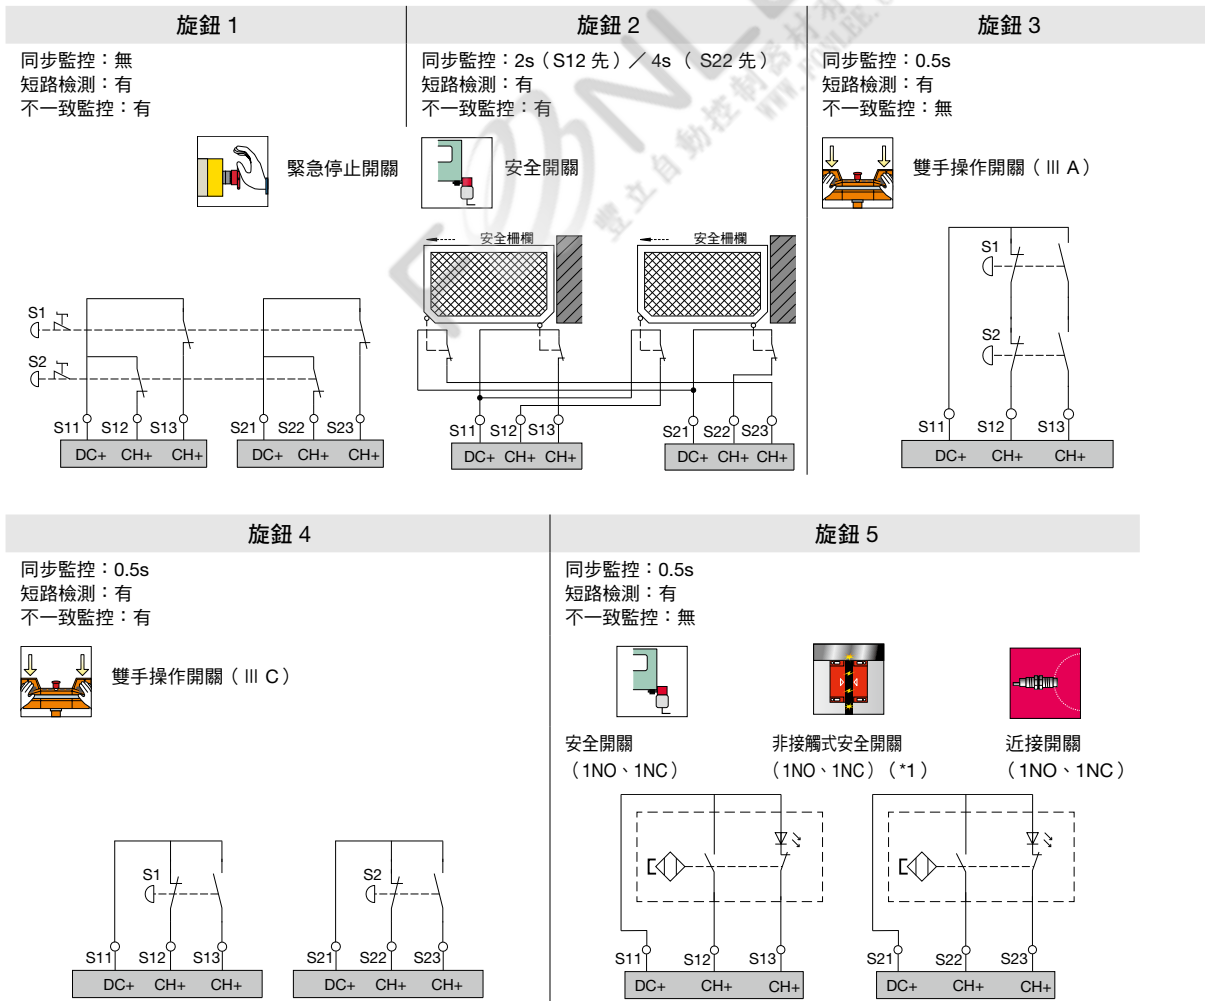 旋鈕 1
同步監控：無
短路檢測：有
不一致監控：有
緊急停止開關
S1
S2
S11 S12 S13 S21 S22 S23
DC+ CH+ CH+ DC+ CH+ CH+
旋鈕 2
同步監控：2s（S12 先）／ 4s （ S22 先）
短路檢測：有
不一致監控：有
安全開關
安全柵欄 安全柵欄
S11 S12 S13 S21 S22 S23
DC+ CH+ CH+ DC+ CH+ CH+
旋鈕 3
同步監控：0.5s
短路檢測：有
不一致監控：無
雙手操作開關（ III A）
S1
S2
S11 S12 S13
DC+ CH+ CH+
旋鈕 4
同步監控：0.5s
短路檢測：有
不一致監控：有
雙手操作開關（ III C）
S1 S2
S11 S12 S13 S21 S22 S23
DC+ CH+ CH+ DC+ CH+ CH+
旋鈕 5
同步監控：0.5s
短路檢測：有
不一致監控：無
安全開關
（1NO、1NC）
非接觸式安全開關
（1NO、1NC）（*1）
近接開關
（1NO、1NC）
S11 S12 S13 S21 S22 S23
DC+ CH+ CH+ DC+ CH+ CH+
豐立自動控制器材有